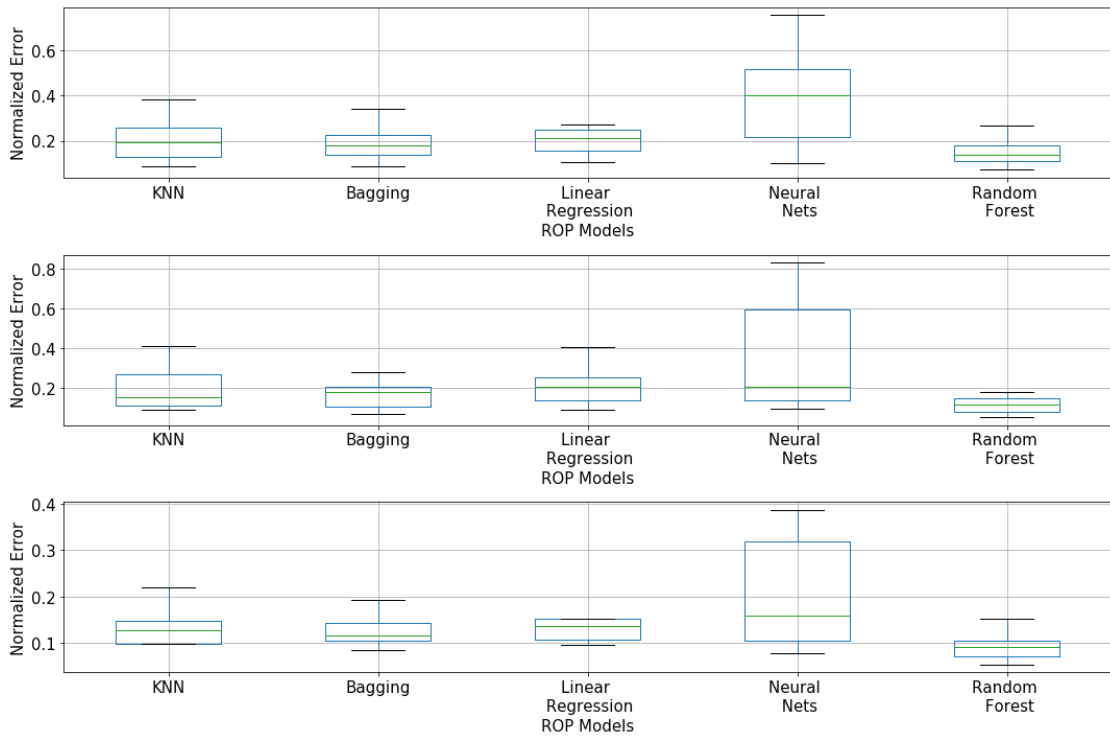 Normalized Error
0.6
0.4
0.2
KNN Bagging Linear Neural Random
Regression Nets Forest
ROP Models
Normalized Error
0.8
0.6
0.4
0.2
KNN Bagging Linear Neural Random
Regression Nets Forest
ROP Models
Normalized Error
0.4
0.3
0.2
0.1
KNN Bagging Linear Neural Random
Regression Nets Forest
ROP Models